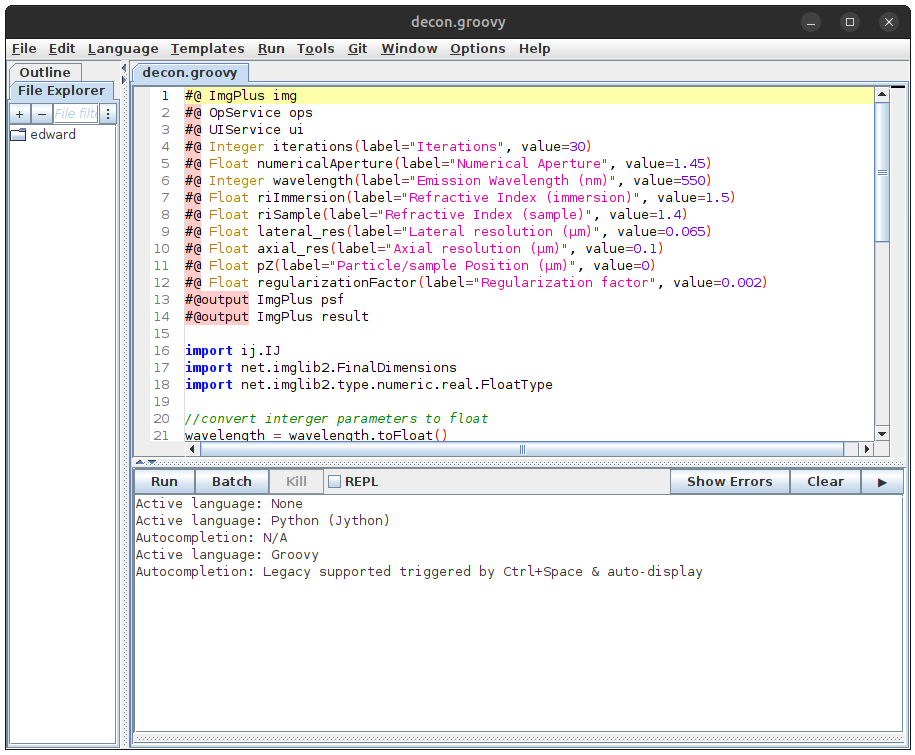 decon.groovy
File Edit Language Templates Run Tools Git Window Options Help
Outline
File Explorer
+ − File filt
edward
decon.groovy
1 #@ ImgPlus img
2 #@ OpService ops
3 #@ UIService ui
4 #@ Integer iterations(label="Iterations", value=30)
5 #@ Float numericalAperture(label="Numerical Aperture", value=1.45)
6 #@ Integer wavelength(label="Emission Wavelength (nm)", value=550)
7 #@ Float riImmersion(label="Refractive Index (immersion)", value=1.5)
8 #@ Float riSample(label="Refractive Index (sample)", value=1.4)
9 #@ Float lateral_res(label="Lateral resolution (μm)", value=0.065)
10 #@ Float axial_res(label="Axial resolution (μm)", value=0.1)
11 #@ Float pZ(label="Particle/sample Position (μm)", value=0)
12 #@ Float regularizationFactor(label="Regularization factor", value=0.002)
13 #@output ImgPlus psf
14 #@output ImgPlus result
15
16 import ij.IJ
17 import net.imglib2.FinalDimensions
18 import net.imglib2.type.numeric.real.FloatType
19
20 //convert interger parameters to float
21 wavelength = wavelength.toFloat()
Run Batch Kill REPL Show Errors Clear
Active language: None
Active language: Python (Jython)
Autocompletion: N/A
Active language: Groovy
Autocompletion: Legacy supported triggered by Ctrl+Space & auto-display